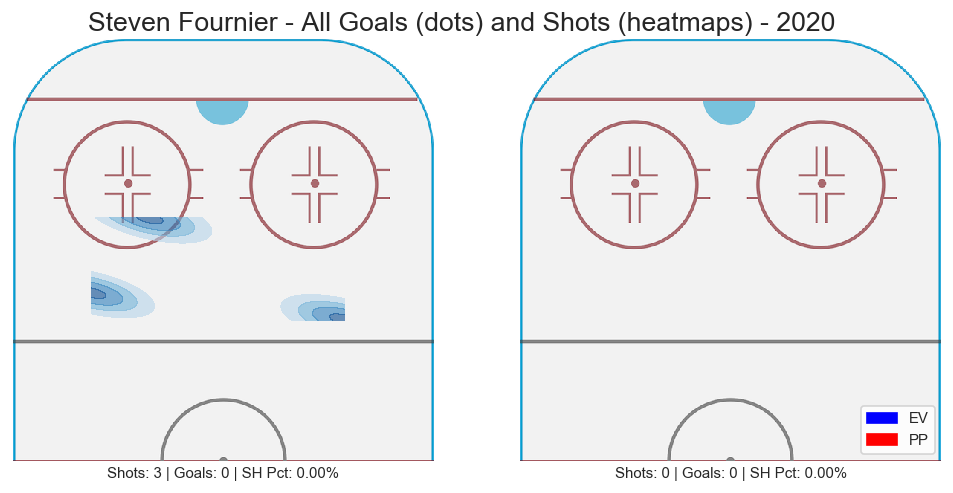 Steven Fournier - All Goals (dots) and Shots (heatmaps) - 2020
EV
PP
Shots: 3 | Goals: 0 | SH Pct: 0.00%
Shots: 0 | Goals: 0 | SH Pct: 0.00%